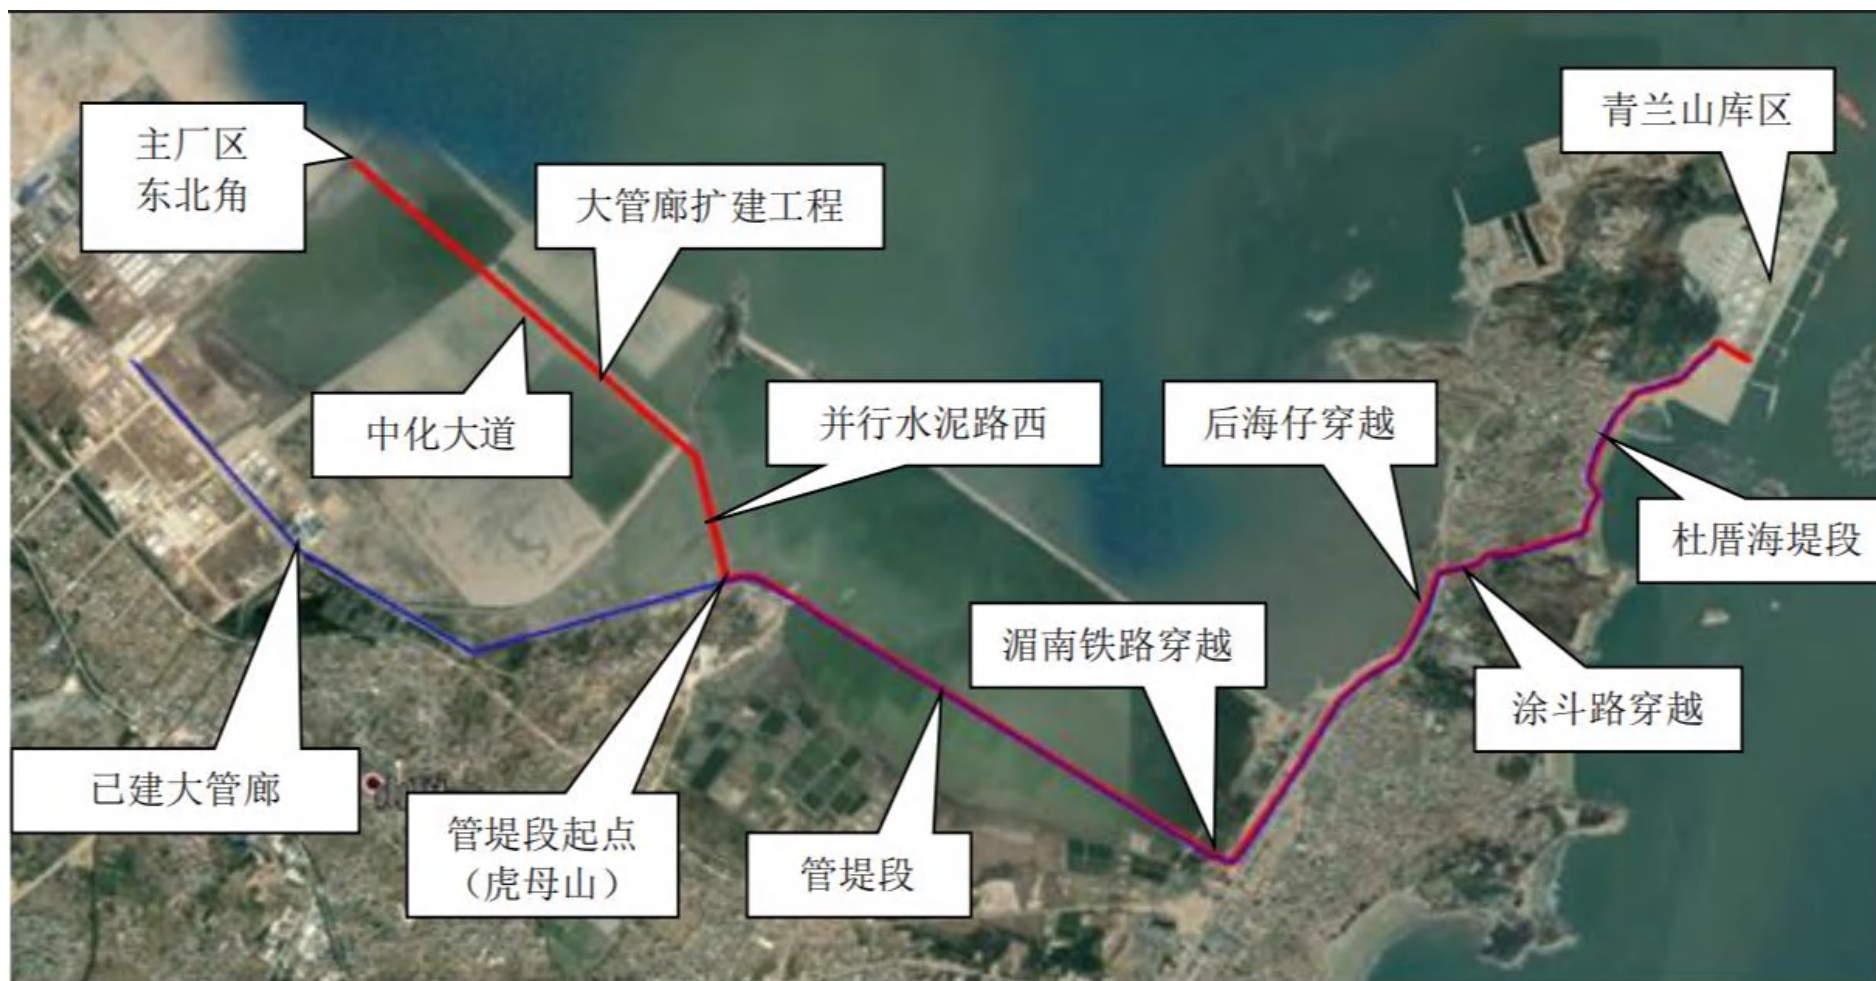 青兰山库区
主厂区
东北角
大管廊扩建工程
中化大道
并行水泥路西
后海仔穿越
杜厝海堤段
湄南铁路穿越
涂斗路穿越
已建大管廊
管堤段起点
（虎母山）
管堤段